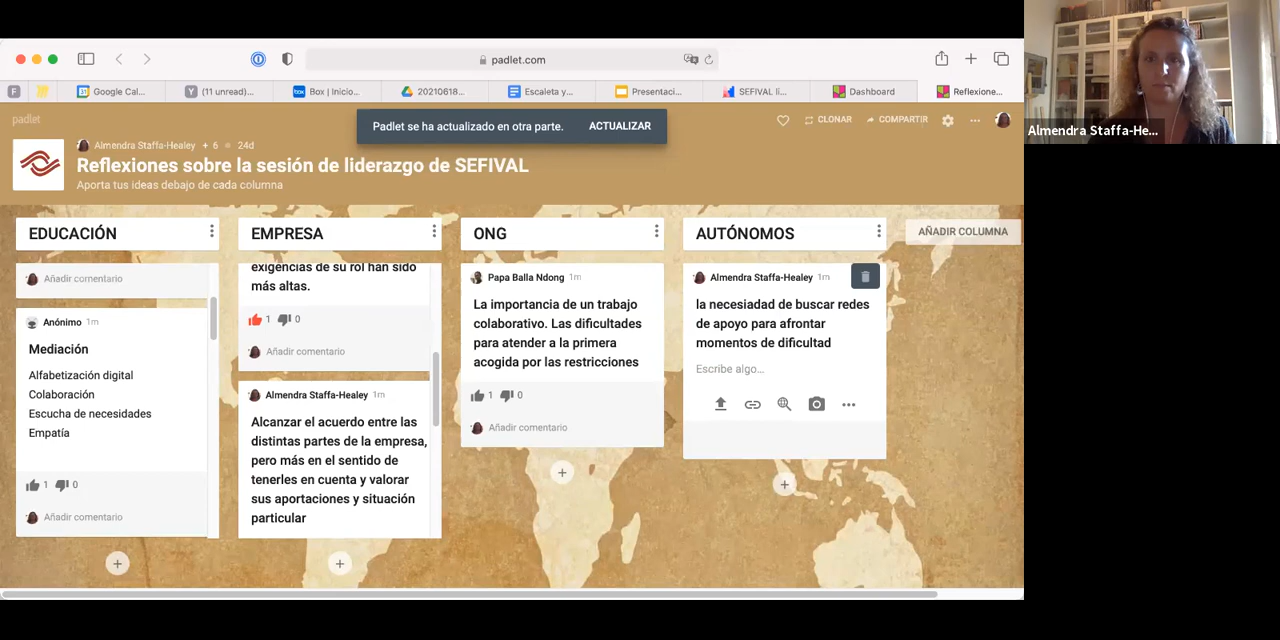 padlet.com
Google Cal...
(11 unread)...
Box | Inicio...
20210618...
Escaleta y...
Presentaci...
SEFIVAL lí...
Dashboard
Reflexione...
padlet
Padlet se ha actualizado en otra parte. ACTUALIZAR
CLONAR
COMPARTIR
Almendra Staffa-Healey + 6 24d
Reflexiones sobre la sesión de liderazgo de SEFIVAL
Aporta tus ideas debajo de cada columna
EDUCACIÓN
Añadir comentario
Anónimo 1m
Mediación
Alfabetización digital
Colaboración
Escucha de necesidades
Empatía
1 0
Añadir comentario
EMPRESA
exigencias de su rol han sido
más altas.
1 0
Añadir comentario
Almendra Staffa-Healey 1m
Alcanzar el acuerdo entre las
distintas partes de la empresa,
pero más en el sentido de
tenerles en cuenta y valorar
sus aportaciones y situación
particular
ONG
Papa Balla Ndong 1m
La importancia de un trabajo
colaborativo. Las dificultades
para atender a la primera
acogida por las restricciones
1 0
Añadir comentario
AUTÓNOMOS
Almendra Staffa-Healey 1m
la necesiadad de buscar redes
de apoyo para afrontar
momentos de dificultad
Escribe algo...
AÑADIR COLUMNA
Almendra Staffa-He...